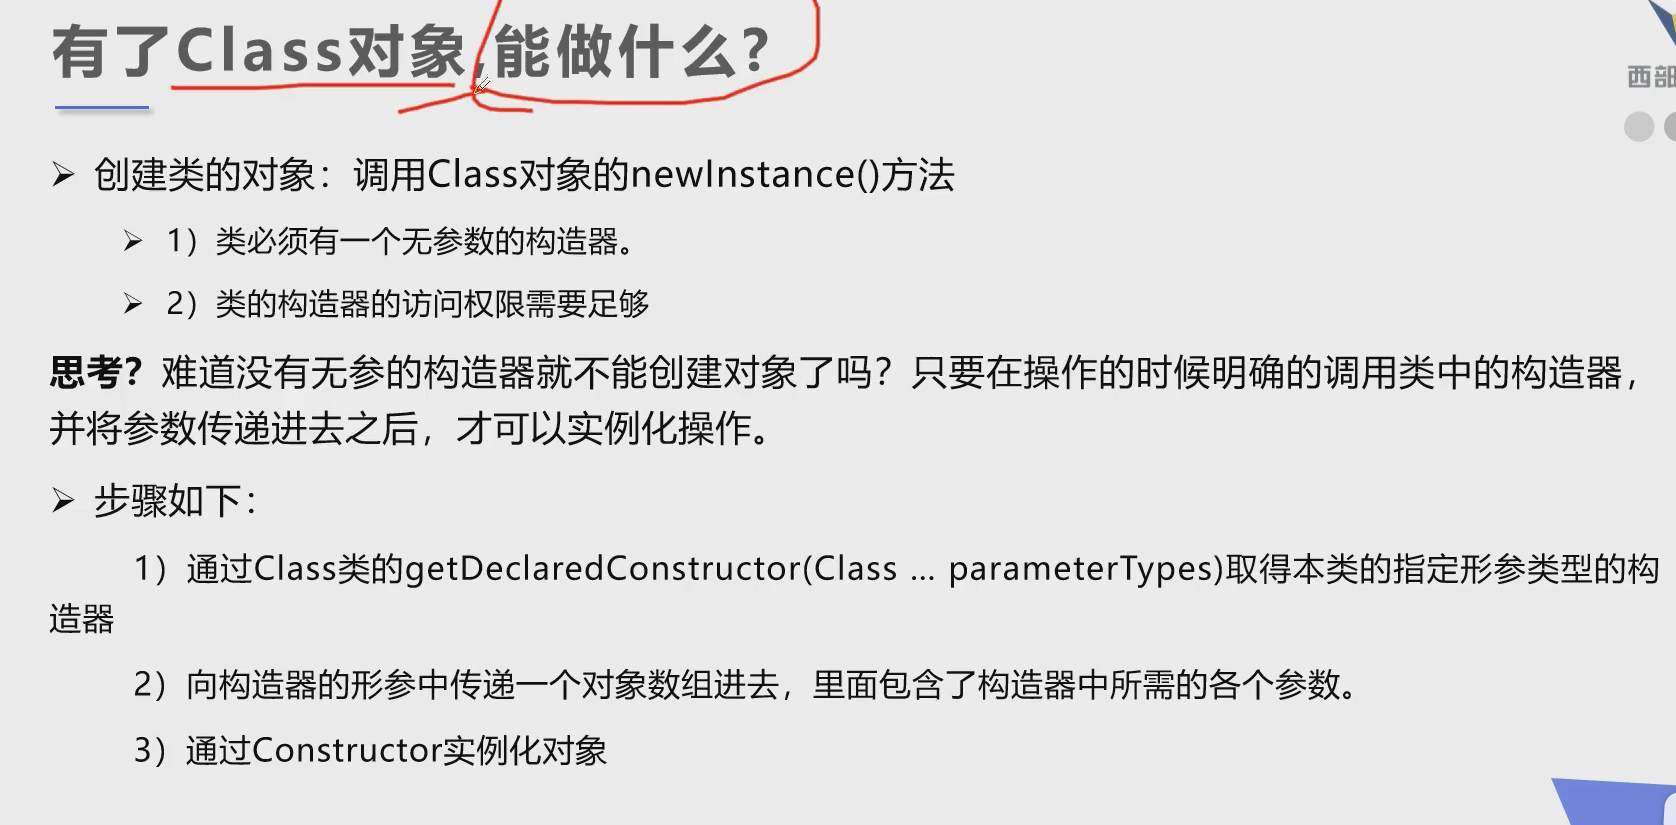 有了Class对象,能做什么?
西部
➢ 创建类的对象：调用Class对象的newInstance()方法
➢ 1）类必须有一个无参数的构造器。
➢ 2）类的构造器的访问权限需要足够
思考？难道没有无参的构造器就不能创建对象了吗？只要在操作的时候明确的调用类中的构造器，
并将参数传递进去之后，才可以实例化操作。
➢ 步骤如下：
1）通过Class类的getDeclaredConstructor(Class ... parameterTypes)取得本类的指定形参类型的构
造器
2）向构造器的形参中传递一个对象数组进去，里面包含了构造器中所需的各个参数。
3）通过Constructor实例化对象